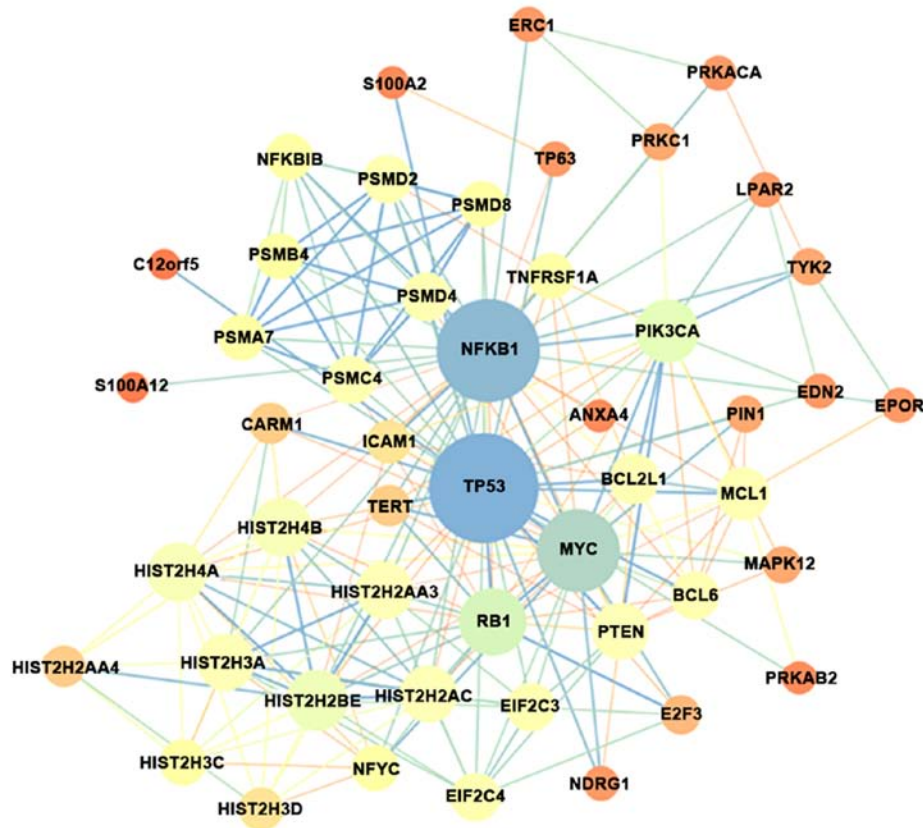 ERC1
PRKACA
S100A2
PRKC1
NFKBIB
TP63
PSMD2
LPAR2
PSMD8
PSMB4
C12orf5
TNFRSF1A
TYK2
PSMD4
PSMA7
PIK3CA
NFKB1
PSMC4
S100A12
EDN2
EPOR
ANXA4
PIN1
CARM1
ICAM1
BCL2L1
TP53
MCL1
TERT
HIST2H4B
MYC
MAPK12
HIST2H4A
HIST2H2AA3
BCL6
RB1
PTEN
HIST2H3A
HIST2H2AA4
PRKAB2
HIST2H2AC
HIST2H2BE
EIF2C3
E2F3
HIST2H3C
NFYC
NDRG1
EIF2C4
HIST2H3D